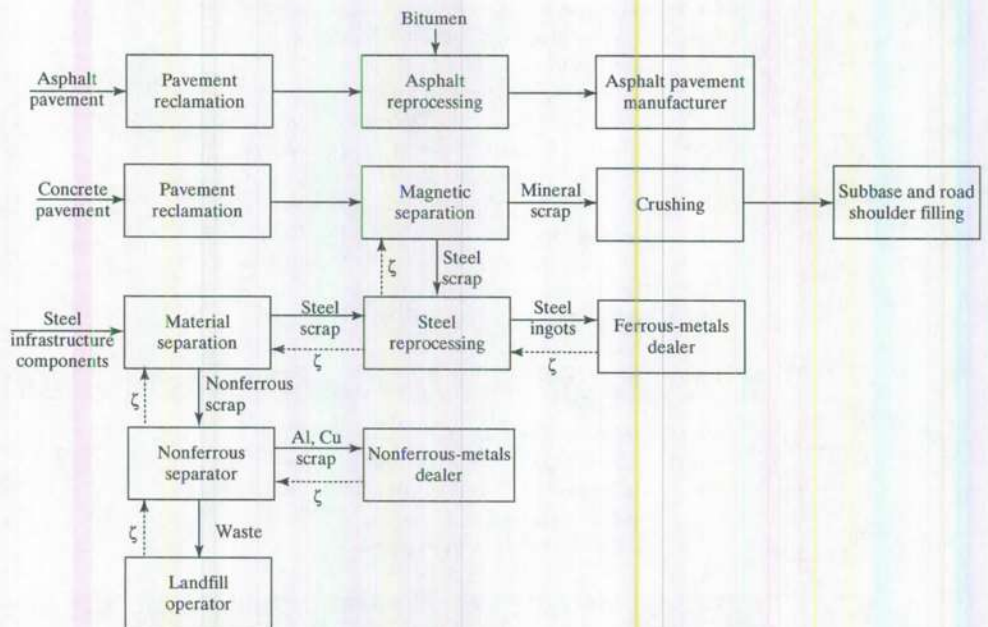 Bitumen
Asphalt
pavement
Pavement
reclamation
Asphalt
reprocessing
Asphalt pavement
manufacturer
Concrete
pavement
Pavement
reclamation
Magnetic
separation
Mineral
scrap
Crushing
Subbase and road
shoulder filling
ζ
Steel
scrap
Steel
infrastructure
components
Material
separation
Steel
scrap
ζ
Steel
reprocessing
Steel
ingots
ζ
Ferrous-metals
dealer
ζ
Nonferrous
scrap
Nonferrous
separator
Al, Cu
scrap
ζ
Nonferrous-metals
dealer
ζ
Waste
Landfill
operator